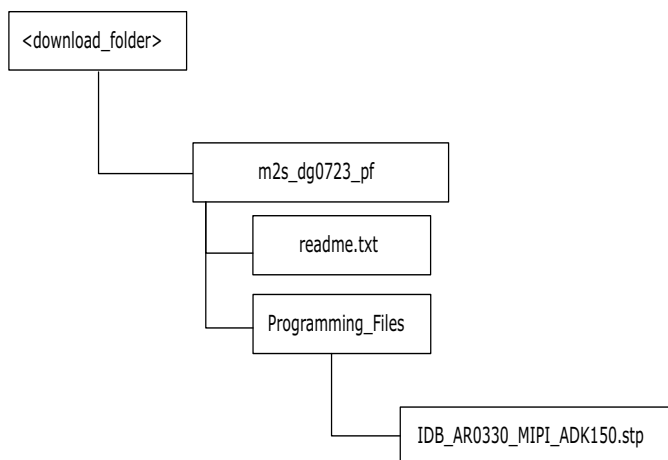 <download_folder>
m2s_dg0723_pf
readme.txt
Programming_Files
IDB_AR0330_MIPI_ADK150.stp